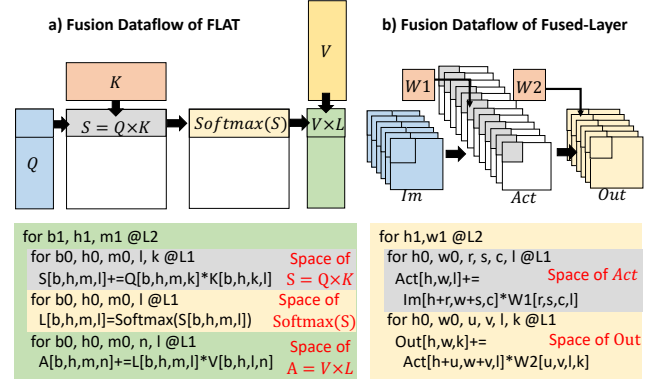 a) Fusion Dataflow of FLAT
b) Fusion Dataflow of Fused-Layer
V
K
W1
W2
S = Q×K
Softmax(S)
V×L
Q
Im
Act
Out
for b1, h1, m1 @L2
for b0, h0, m0, l, k @L1
S[b,h,m,l]+=Q[b,h,m,k]*K[b,h,k,l]
Space of
S = Q×K
for b0, h0, m0, l @L1
L[b,h,m,l]=Softmax(S[b,h,m,l])
Space of
Softmax(S)
for b0, h0, m0, n, l @L1
A[b,h,m,n]+=L[b,h,m,l]*V[b,h,l,n]
Space of
A = V×L
for h1,w1 @L2
for h0, w0, r, s, c, l @L1
Act[h,w,l]+=
Im[h+r,w+s,c]*W1[r,s,c,l]
Space of Act
for h0, w0, u, v, l, k @L1
Out[h,w,k]+=
Act[h+u,w+v,l]*W2[u,v,l,k]
Space of Out